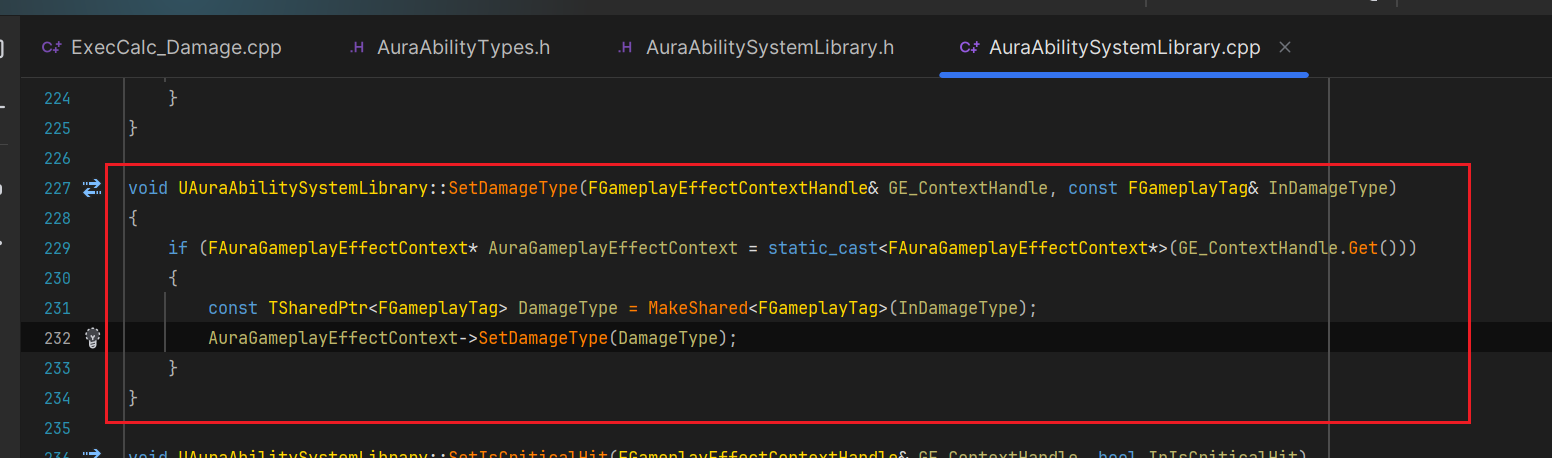 ExecCalc_Damage.cpp .H AuraAbilityTypes.h .H AuraAbilitySystemLibrary.h AuraAbilitySystemLibrary.cpp
224 }
225 }
226
227 void UAuraAbilitySystemLibrary::SetDamageType(FGameplayEffectContextHandle& GE_ContextHandle, const FGameplayTag& InDamageType)
228 {
229 if (FAuraGameplayEffectContext* AuraGameplayEffectContext = static_cast<FAuraGameplayEffectContext*>(GE_ContextHandle.Get()))
230 {
231 const TSharedPtr<FGameplayTag> DamageType = MakeShared<FGameplayTag>(InDamageType);
232 AuraGameplayEffectContext->SetDamageType(DamageType);
233 }
234 }
235
236 void UAuraAbilitySystemLibrary::SetIsCriticalHit(FGameplayEffectContextHandle& GE_ContextHandle, bool InIsCriticalHit)